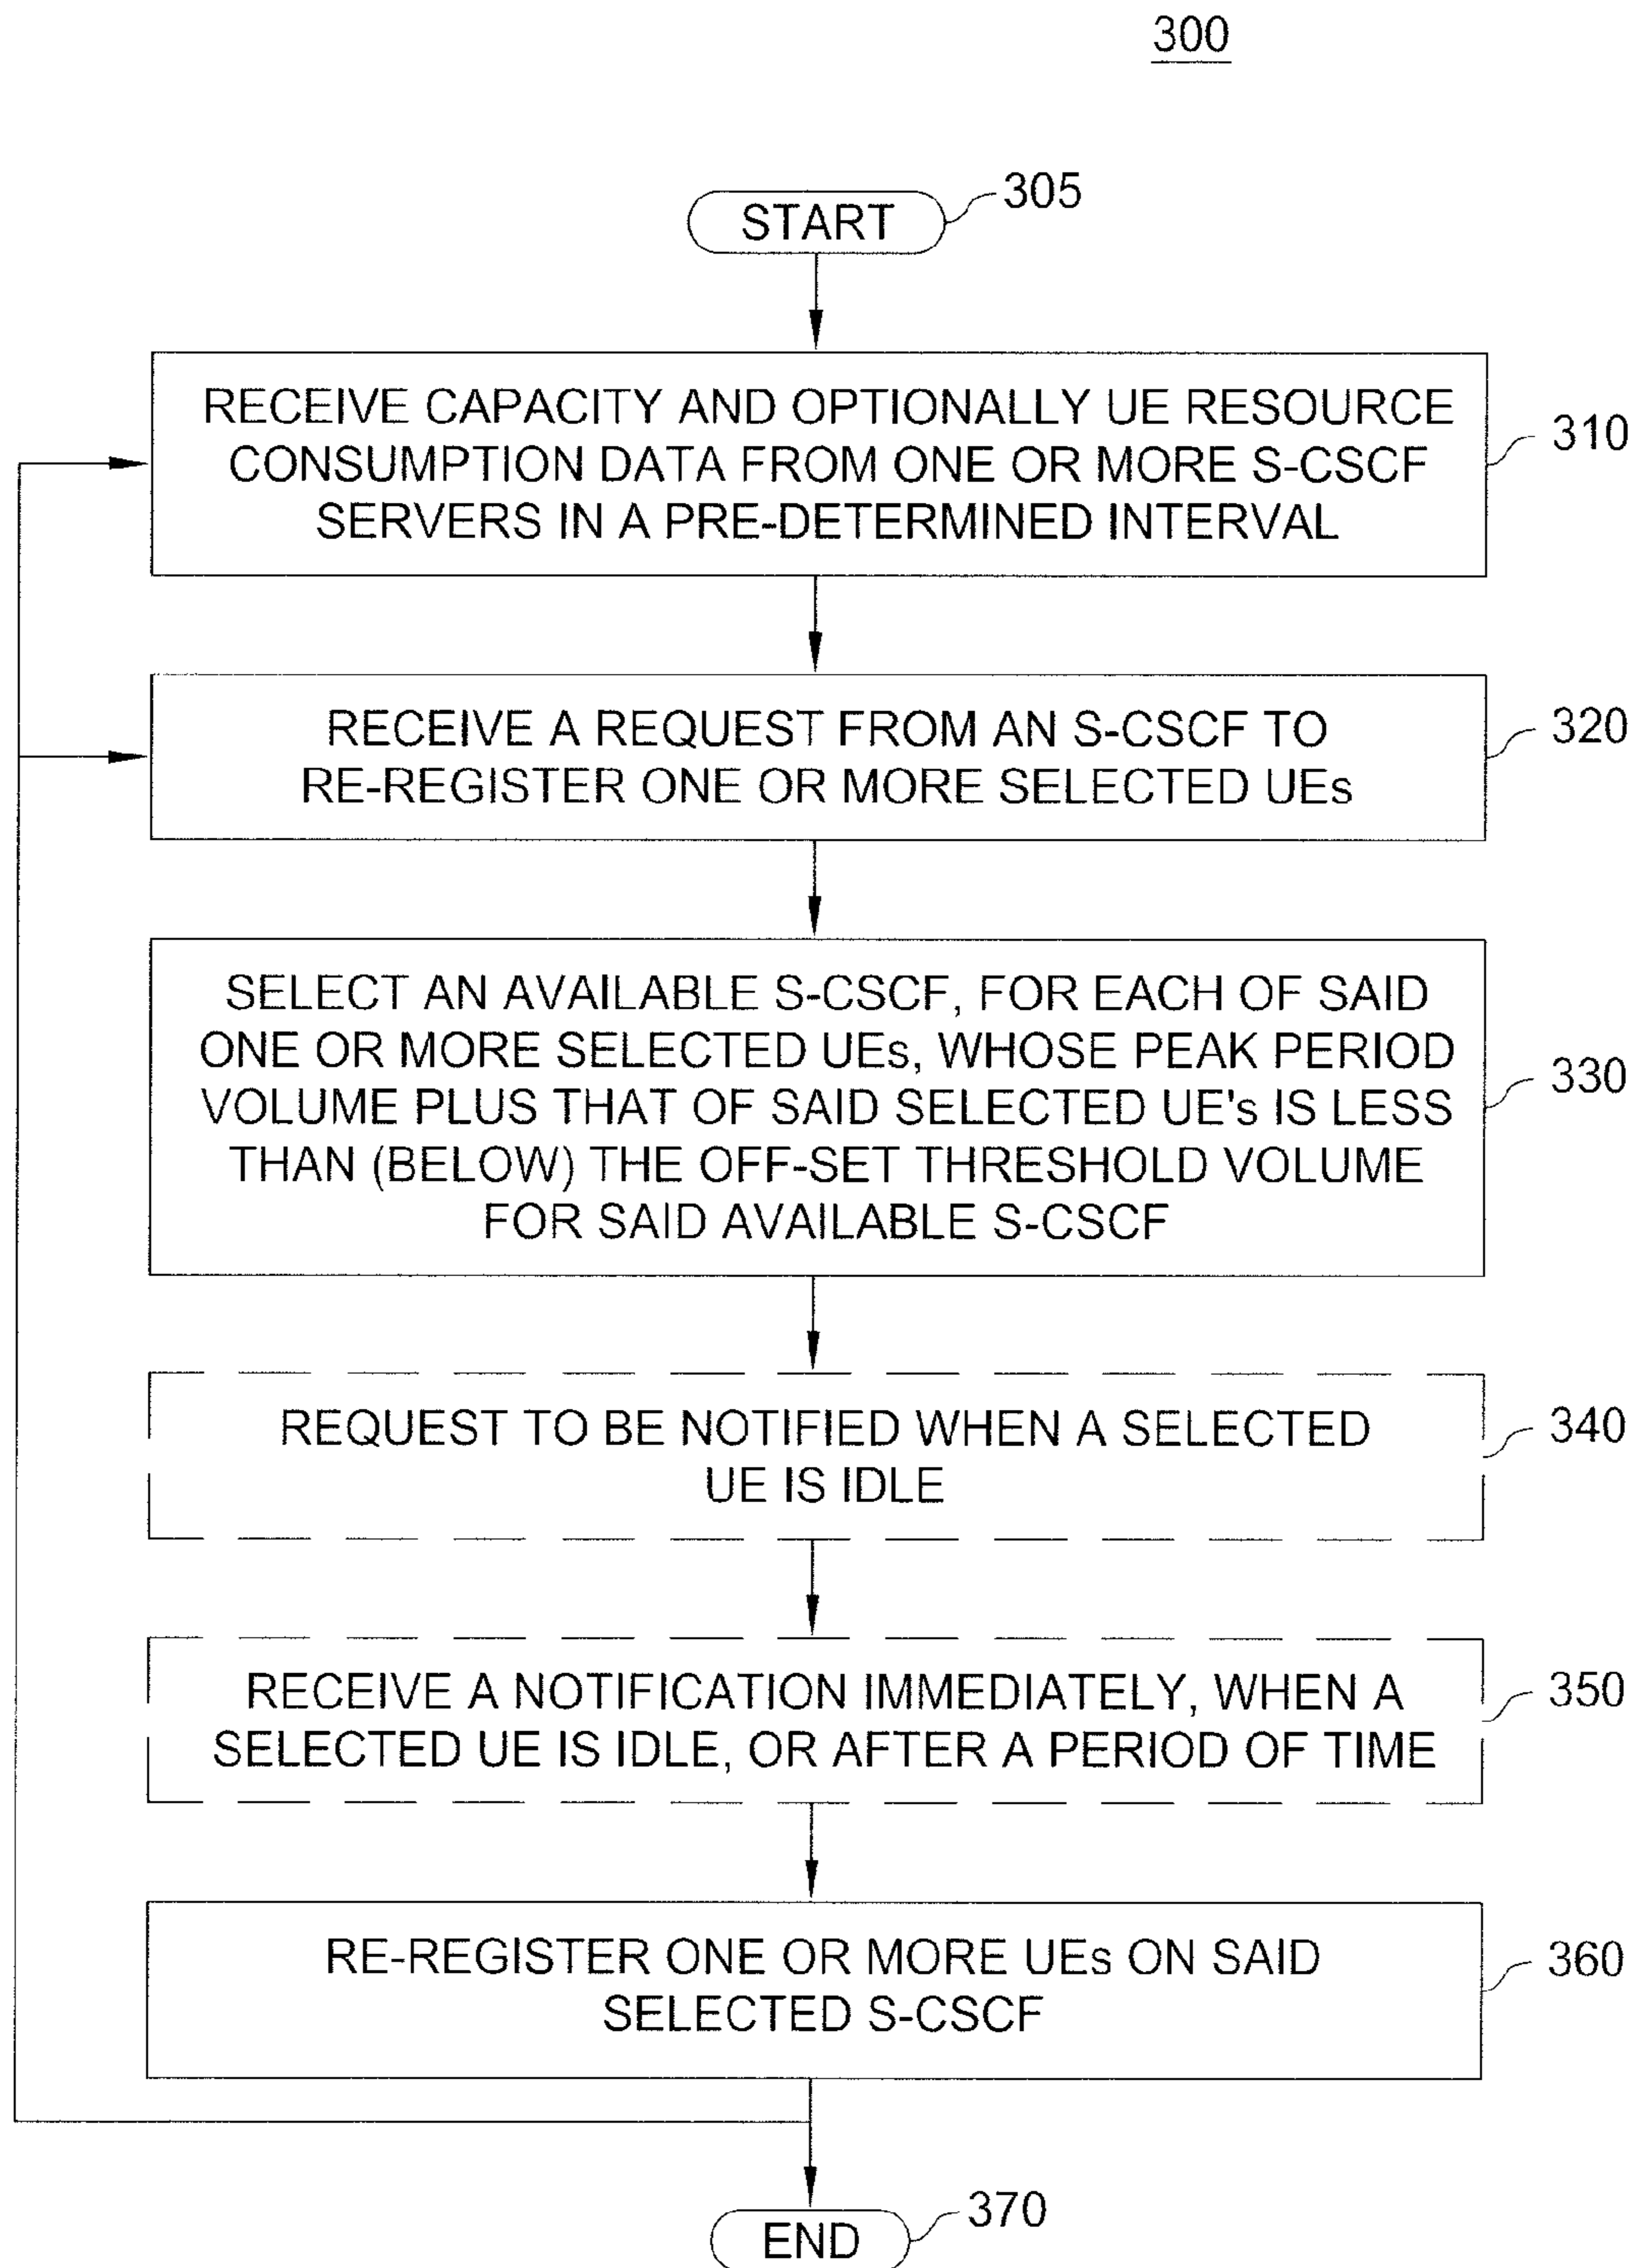 300
START
305
RECEIVE CAPACITY AND OPTIONALLY UE RESOURCE
CONSUMPTION DATA FROM ONE OR MORE S-CSCF
SERVERS IN A PRE-DETERMINED INTERVAL
310
RECEIVE A REQUEST FROM AN S-CSCF TO
RE-REGISTER ONE OR MORE SELECTED UEs
320
SELECT AN AVAILABLE S-CSCF, FOR EACH OF SAID
ONE OR MORE SELECTED UEs, WHOSE PEAK PERIOD
VOLUME PLUS THAT OF SAID SELECTED UE's IS LESS
THAN (BELOW) THE OFF-SET THRESHOLD VOLUME
FOR SAID AVAILABLE S-CSCF
330
REQUEST TO BE NOTIFIED WHEN A SELECTED
UE IS IDLE
340
RECEIVE A NOTIFICATION IMMEDIATELY, WHEN A
SELECTED UE IS IDLE, OR AFTER A PERIOD OF TIME
350
RE-REGISTER ONE OR MORE UEs ON SAID
SELECTED S-CSCF
360
END
370